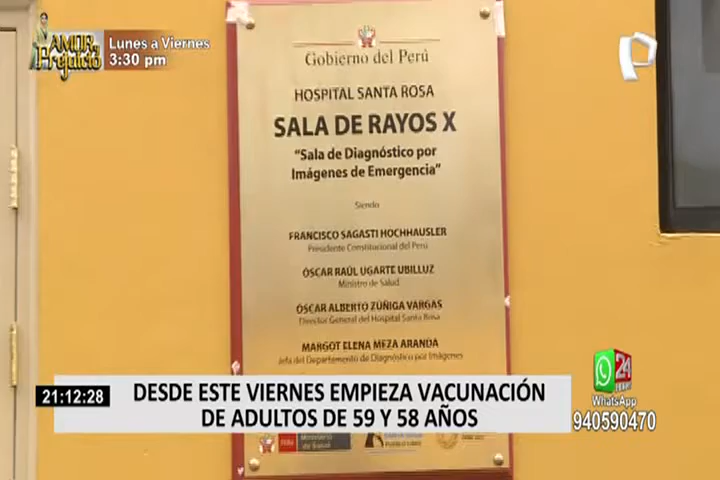 AMOR y
Prejuicio
Lunes a Viernes
3:30 pm
Gobierno del Perú
HOSPITAL SANTA ROSA
SALA DE RAYOS X
“Sala de Diagnóstico por
Imágenes de Emergencia”
Siendo
FRANCISCO SAGASTI HOCHHAUSLER
Presidente Constitucional del Perú
ÓSCAR RAÚL UGARTE UBILLUZ
Ministro de Salud
ÓSCAR ALBERTO ZÚÑIGA VARGAS
Director General del Hospital Santa Rosa
MARGOT ELENA MEZA ARANDA
Jefa del Departamento de Diagnóstico por Imágenes
21:12:28
DESDE ESTE VIERNES EMPIEZA VACUNACIÓN
DE ADULTOS DE 59 Y 58 AÑOS
24
WhatsApp
940590470
PERÚ
Ministerio
de Salud